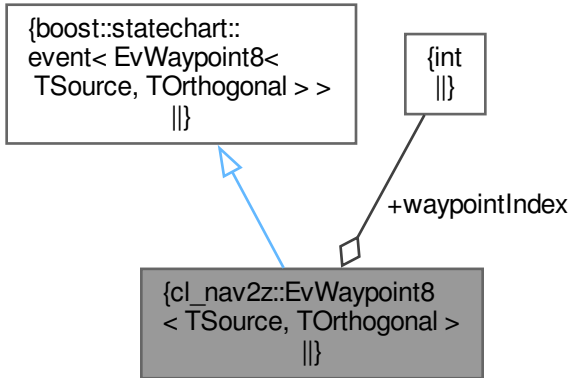 {boost::statechart::
event< EvWaypoint8<
TSource, TOrthogonal > >
||}
{int
||}
+waypointIndex
{cl_nav2z::EvWaypoint8
< TSource, TOrthogonal >
||}